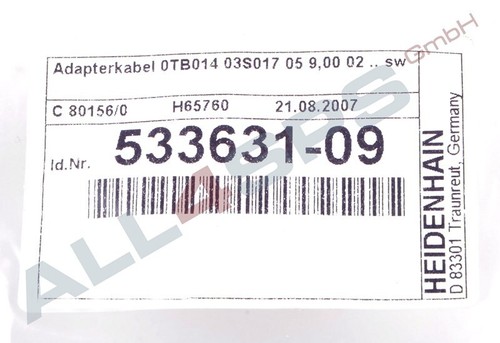 Adapterkabel 0TB014 03S017 05 9,00 02 .. sw
C 80156/0 H65760 21.08.2007
Id.Nr. 533631-09
HEIDENHAIN
D 83301 Traunreut, Germany
ALL4SPS GmbH